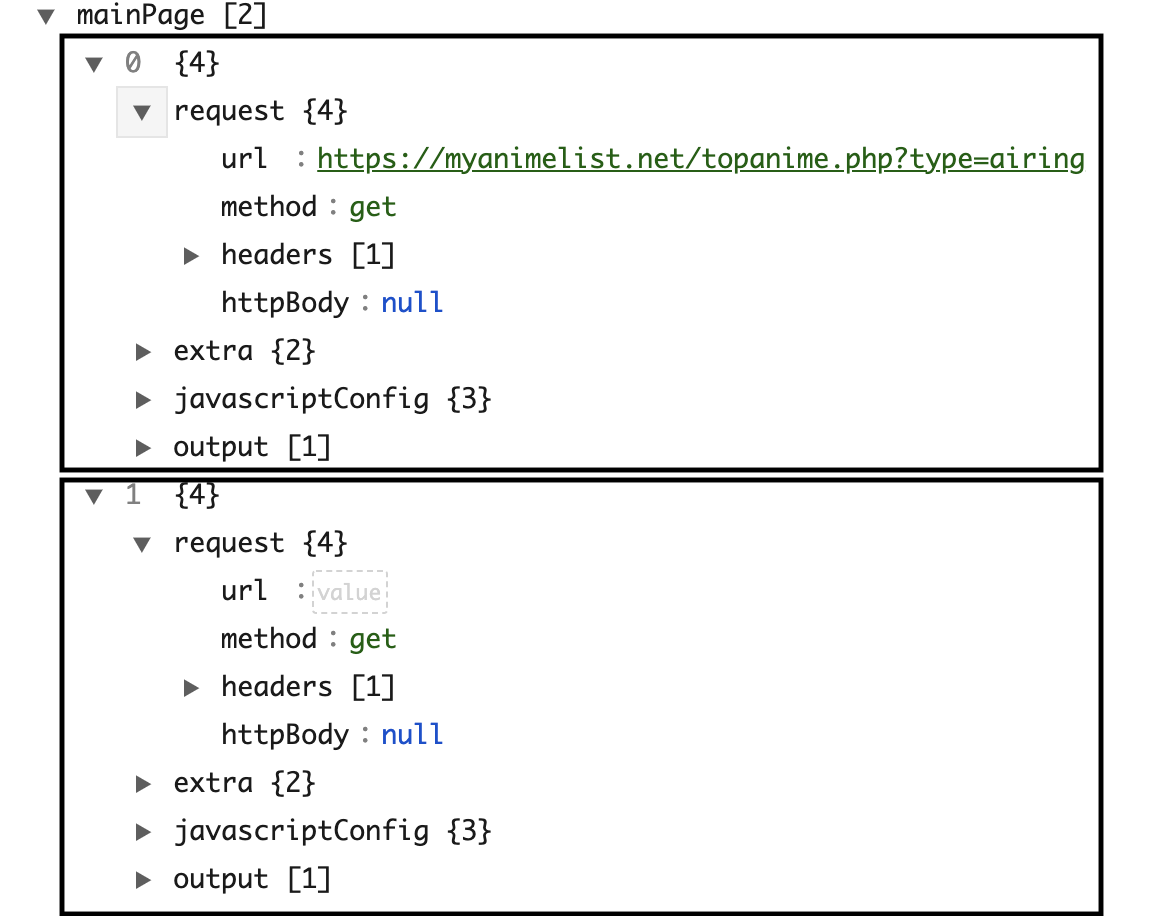 mainPage [2]
0 {4}
request {4}
url : https://myanimelist.net/topanime.php?type=airing
method : get
headers [1]
httpBody : null
extra {2}
javascriptConfig {3}
output [1]
1 {4}
request {4}
url : value
method : get
headers [1]
httpBody : null
extra {2}
javascriptConfig {3}
output [1]